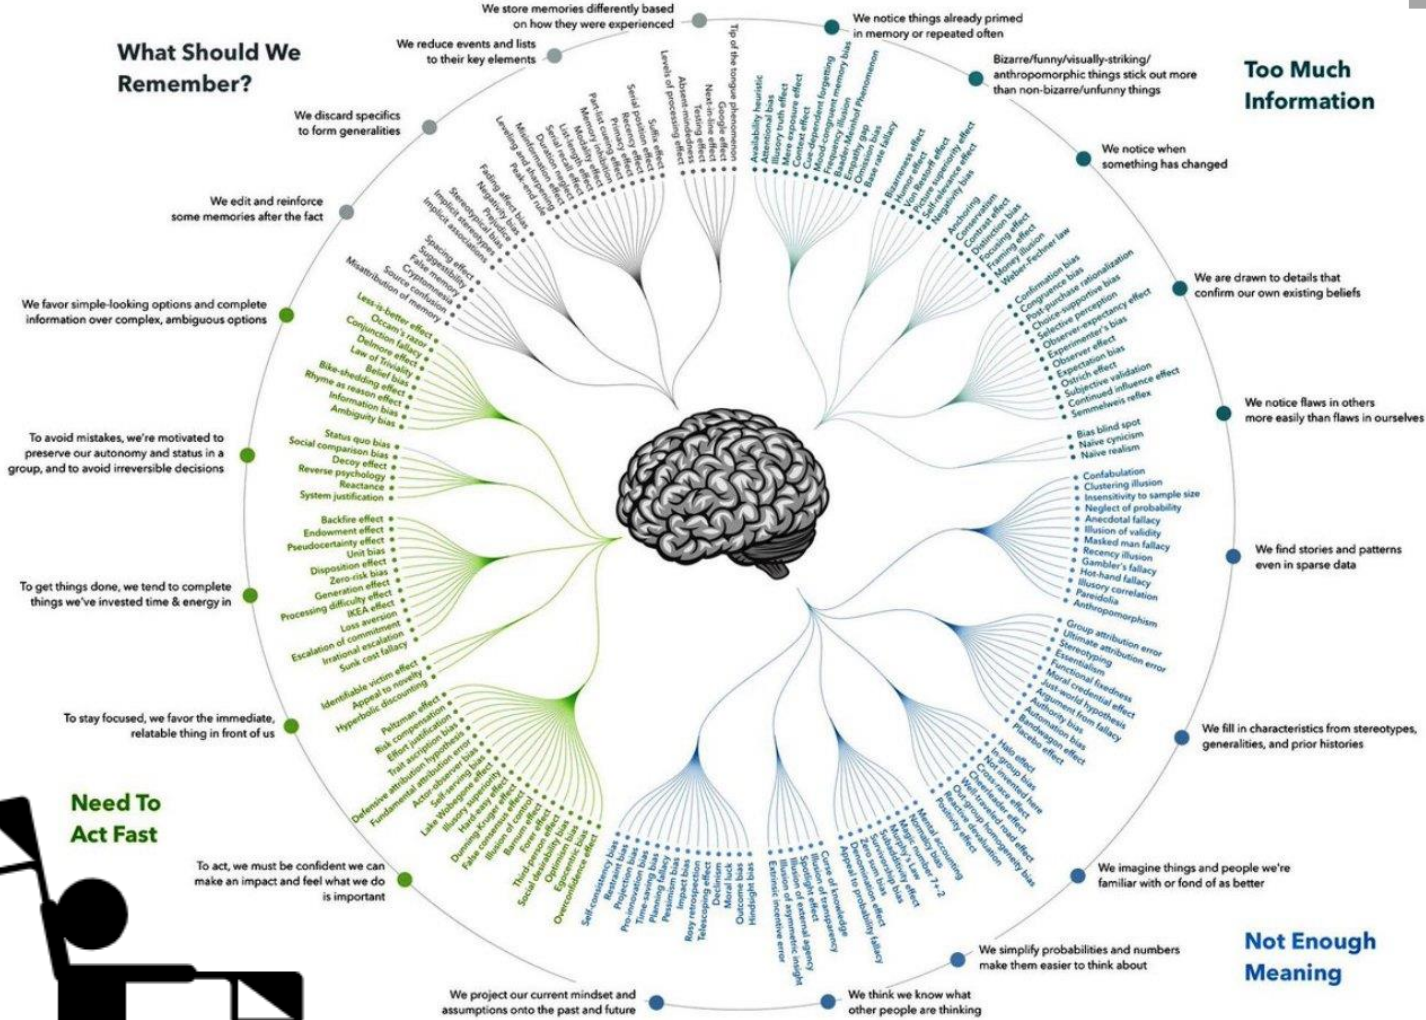 What Should We
Remember?
We store memories differently based
on how they were experienced
We reduce events and lists
to their key elements
We discard specifics
to form generalities
We edit and reinforce
some memories after the fact
Tip of the tongue phenomenon
Google effect
Next-in-line effect
Testing effect
Absent-mindedness
Levels of processing effect
Suffix effect
Serial position effect
Recency effect
Primacy effect
Part-list cueing effect
Memory inhibition
Modality effect
List-length effect
Serial recall effect
Duration neglect
Misinformation effect
Leveling and sharpening
Peak-end rule
Fading affect bias
Negativity bias
Prejudice
Stereotypical bias
Implicit stereotypes
Implicit associations
Spacing effect
Suggestibility
False memory
Cryptomnesia
Source confusion
Misattribution of memory
Too Much
Information
We notice things already primed
in memory or repeated often
Bizarre/funny/visually-striking/
anthropomorphic things stick out more
than non-bizarre/unfunny things
We notice when
something has changed
We are drawn to details that
confirm our own existing beliefs
We notice flaws in others
more easily than flaws in ourselves
Availability heuristic
Attentional bias
Illusory truth effect
Mere exposure effect
Context effect
Cue-dependent forgetting
Mood-congruent memory bias
Frequency illusion
Baader-Meinhof Phenomenon
Empathy gap
Omission bias
Base rate fallacy
Bizarreness effect
Humor effect
Von Restorff effect
Picture superiority effect
Self-relevance effect
Negativity bias
Anchoring
Conservatism
Contrast effect
Distinction bias
Focusing effect
Framing effect
Money illusion
Weber-Fechner law
Confirmation bias
Congruence bias
Post-purchase rationalization
Choice-supportive bias
Selective perception
Observer-expectancy effect
Experimenter's bias
Observer effect
Expectation bias
Ostrich effect
Subjective validation
Continued influence effect
Semmelweis reflex
Bias blind spot
Naïve cynicism
Naïve realism
Not Enough
Meaning
We find stories and patterns
even in sparse data
We fill in characteristics from stereotypes,
generalities, and prior histories
We imagine things and people we're
familiar with or fond of as better
We simplify probabilities and numbers
make them easier to think about
We think we know what
other people are thinking
We project our current mindset and
assumptions onto the past and future
Confabulation
Clustering illusion
Insensitivity to sample size
Neglect of probability
Anecdotal fallacy
Illusion of validity
Masked man fallacy
Recency illusion
Gambler's fallacy
Hot-hand fallacy
Illusory correlation
Pareidolia
Anthropomorphism
Group attribution error
Ultimate attribution error
Stereotyping
Essentialism
Functional fixedness
Moral credential effect
Just-world hypothesis
Argument from fallacy
Authority bias
Automation bias
Bandwagon effect
Placebo effect
Halo effect
In-group bias
Not invented here
Cross-race effect
Cheerleader effect
Well-traveled road effect
Out group homogeneity bias
Reactive devaluation
Positivity effect
Mental accounting
Normalcy bias
Magic number 7+-2
Murphy's Law
Subadditivity effect
Survivorship bias
Zero sum bias
Denomination effect
Appeal to probability fallacy
Curse of knowledge
Illusion of transparency
Spotlight effect
Illusion of external agency
Illusion of asymmetric insight
Extrinsic incentive error
Hindsight bias
Outcome bias
Moral luck
Declinism
Telescoping effect
Rosy retrospection
Impact bias
Pessimism bias
Planning fallacy
Time-saving bias
Pro-innovation bias
Projection bias
Restraint bias
Self-consistency bias
Need To
Act Fast
We favor simple-looking options and complete
information over complex, ambiguous options
To avoid mistakes, we're motivated to
preserve our autonomy and status in a
group, and to avoid irreversible decisions
To get things done, we tend to complete
things we've invested time & energy in
To stay focused, we favor the immediate,
relatable thing in front of us
To act, we must be confident we can
make an impact and feel what we do
is important
Less-is-better effect
Occam's razor
Conjunction fallacy
Delmore effect
Law of Triviality
Belief bias
Bike-shedding effect
Rhyme as reason effect
Information bias
Ambiguity bias
Status quo bias
Social comparison bias
Decoy effect
Reverse psychology
Reactance
System justification
Backfire effect
Endowment effect
Pseudocertainty effect
Unit bias
Disposition effect
Zero-risk bias
Generation effect
Processing difficulty effect
IKEA effect
Loss aversion
Escalation of commitment
Irrational escalation
Sunk cost fallacy
Identifiable victim effect
Appeal to novelty
Hyperbolic discounting
Peltzman effect
Risk compensation
Effort justification
Trait ascription bias
Defensive attribution hypothesis
Fundamental attribution error
Actor-observer bias
Self-serving bias
Lake Wobegone effect
Illusory superiority
Hard-easy effect
Dunning-Kruger effect
False consensus effect
Illusion of control
Barnum effect
Forer effect
Third-person effect
Social desirability bias
Optimism bias
Egocentric bias
Overconfidence effect